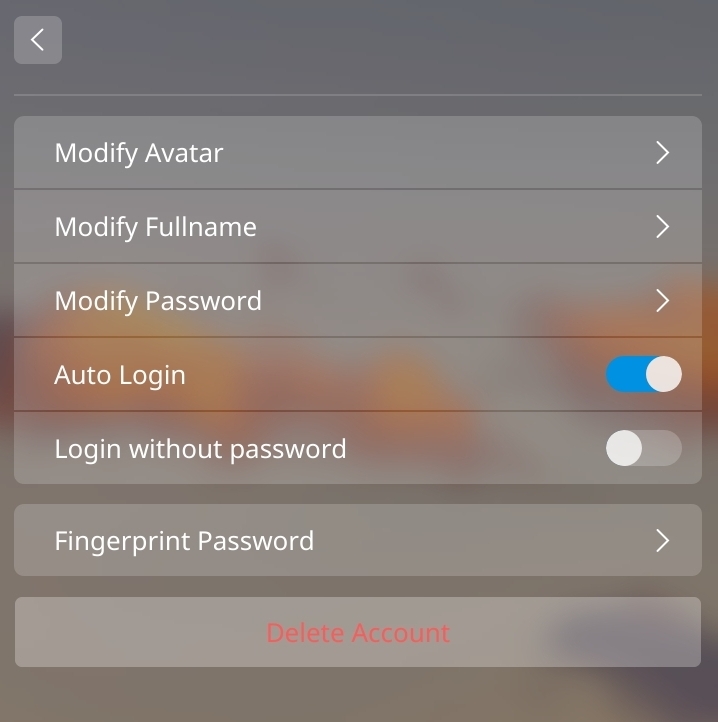 Modify Avatar
Modify Fullname
Modify Password
Auto Login
Login without password
Fingerprint Password
Delete Account